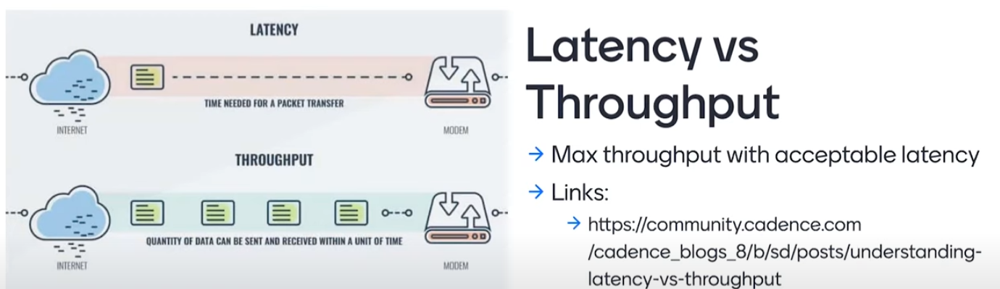 LATENCY
TIME NEEDED FOR A PACKET TRANSFER
INTERNET
MODEM
THROUGHPUT
QUANTITY OF DATA CAN BE SENT AND RECEIVED WITHIN A UNIT OF TIME
INTERNET
MODEM
Latency vs
Throughput
→ Max throughput with acceptable latency
→ Links:
→ https://community.cadence.com
/cadence_blogs_8/b/sd/posts/understanding-
latency-vs-throughput